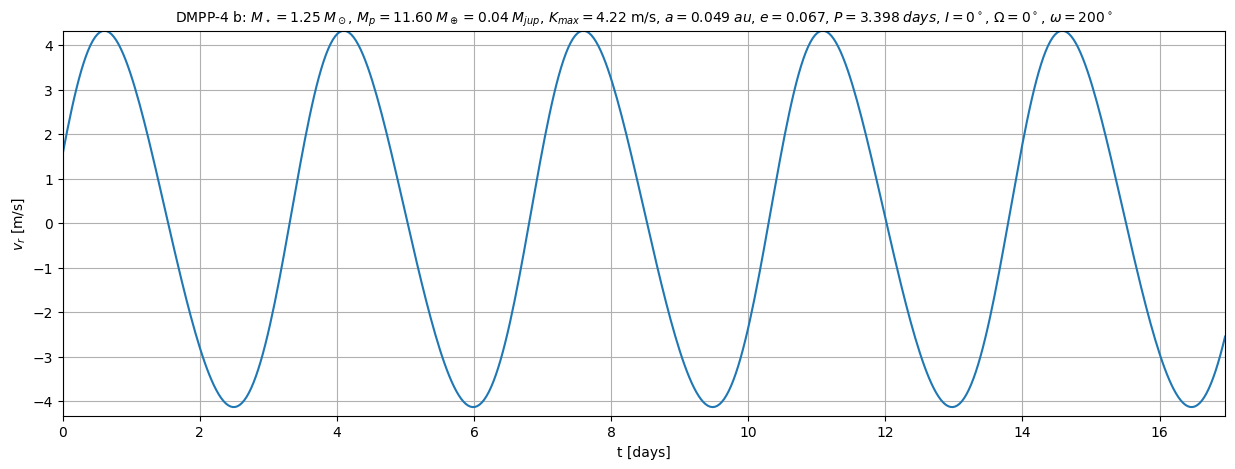 DMPP-4 b: M⋆ = 1.25 M⊙, Mp = 11.60 M⊕ = 0.04 Mjup, Kmax = 4.22 m/s, a = 0.049 au, e = 0.067, P = 3.398 days, I = 0°, Ω = 0°, ω = 200°
4
3
2
1
0
−1
−2
−3
−4
vr [m/s]
0 2 4 6 8 10 12 14 16
t [days]